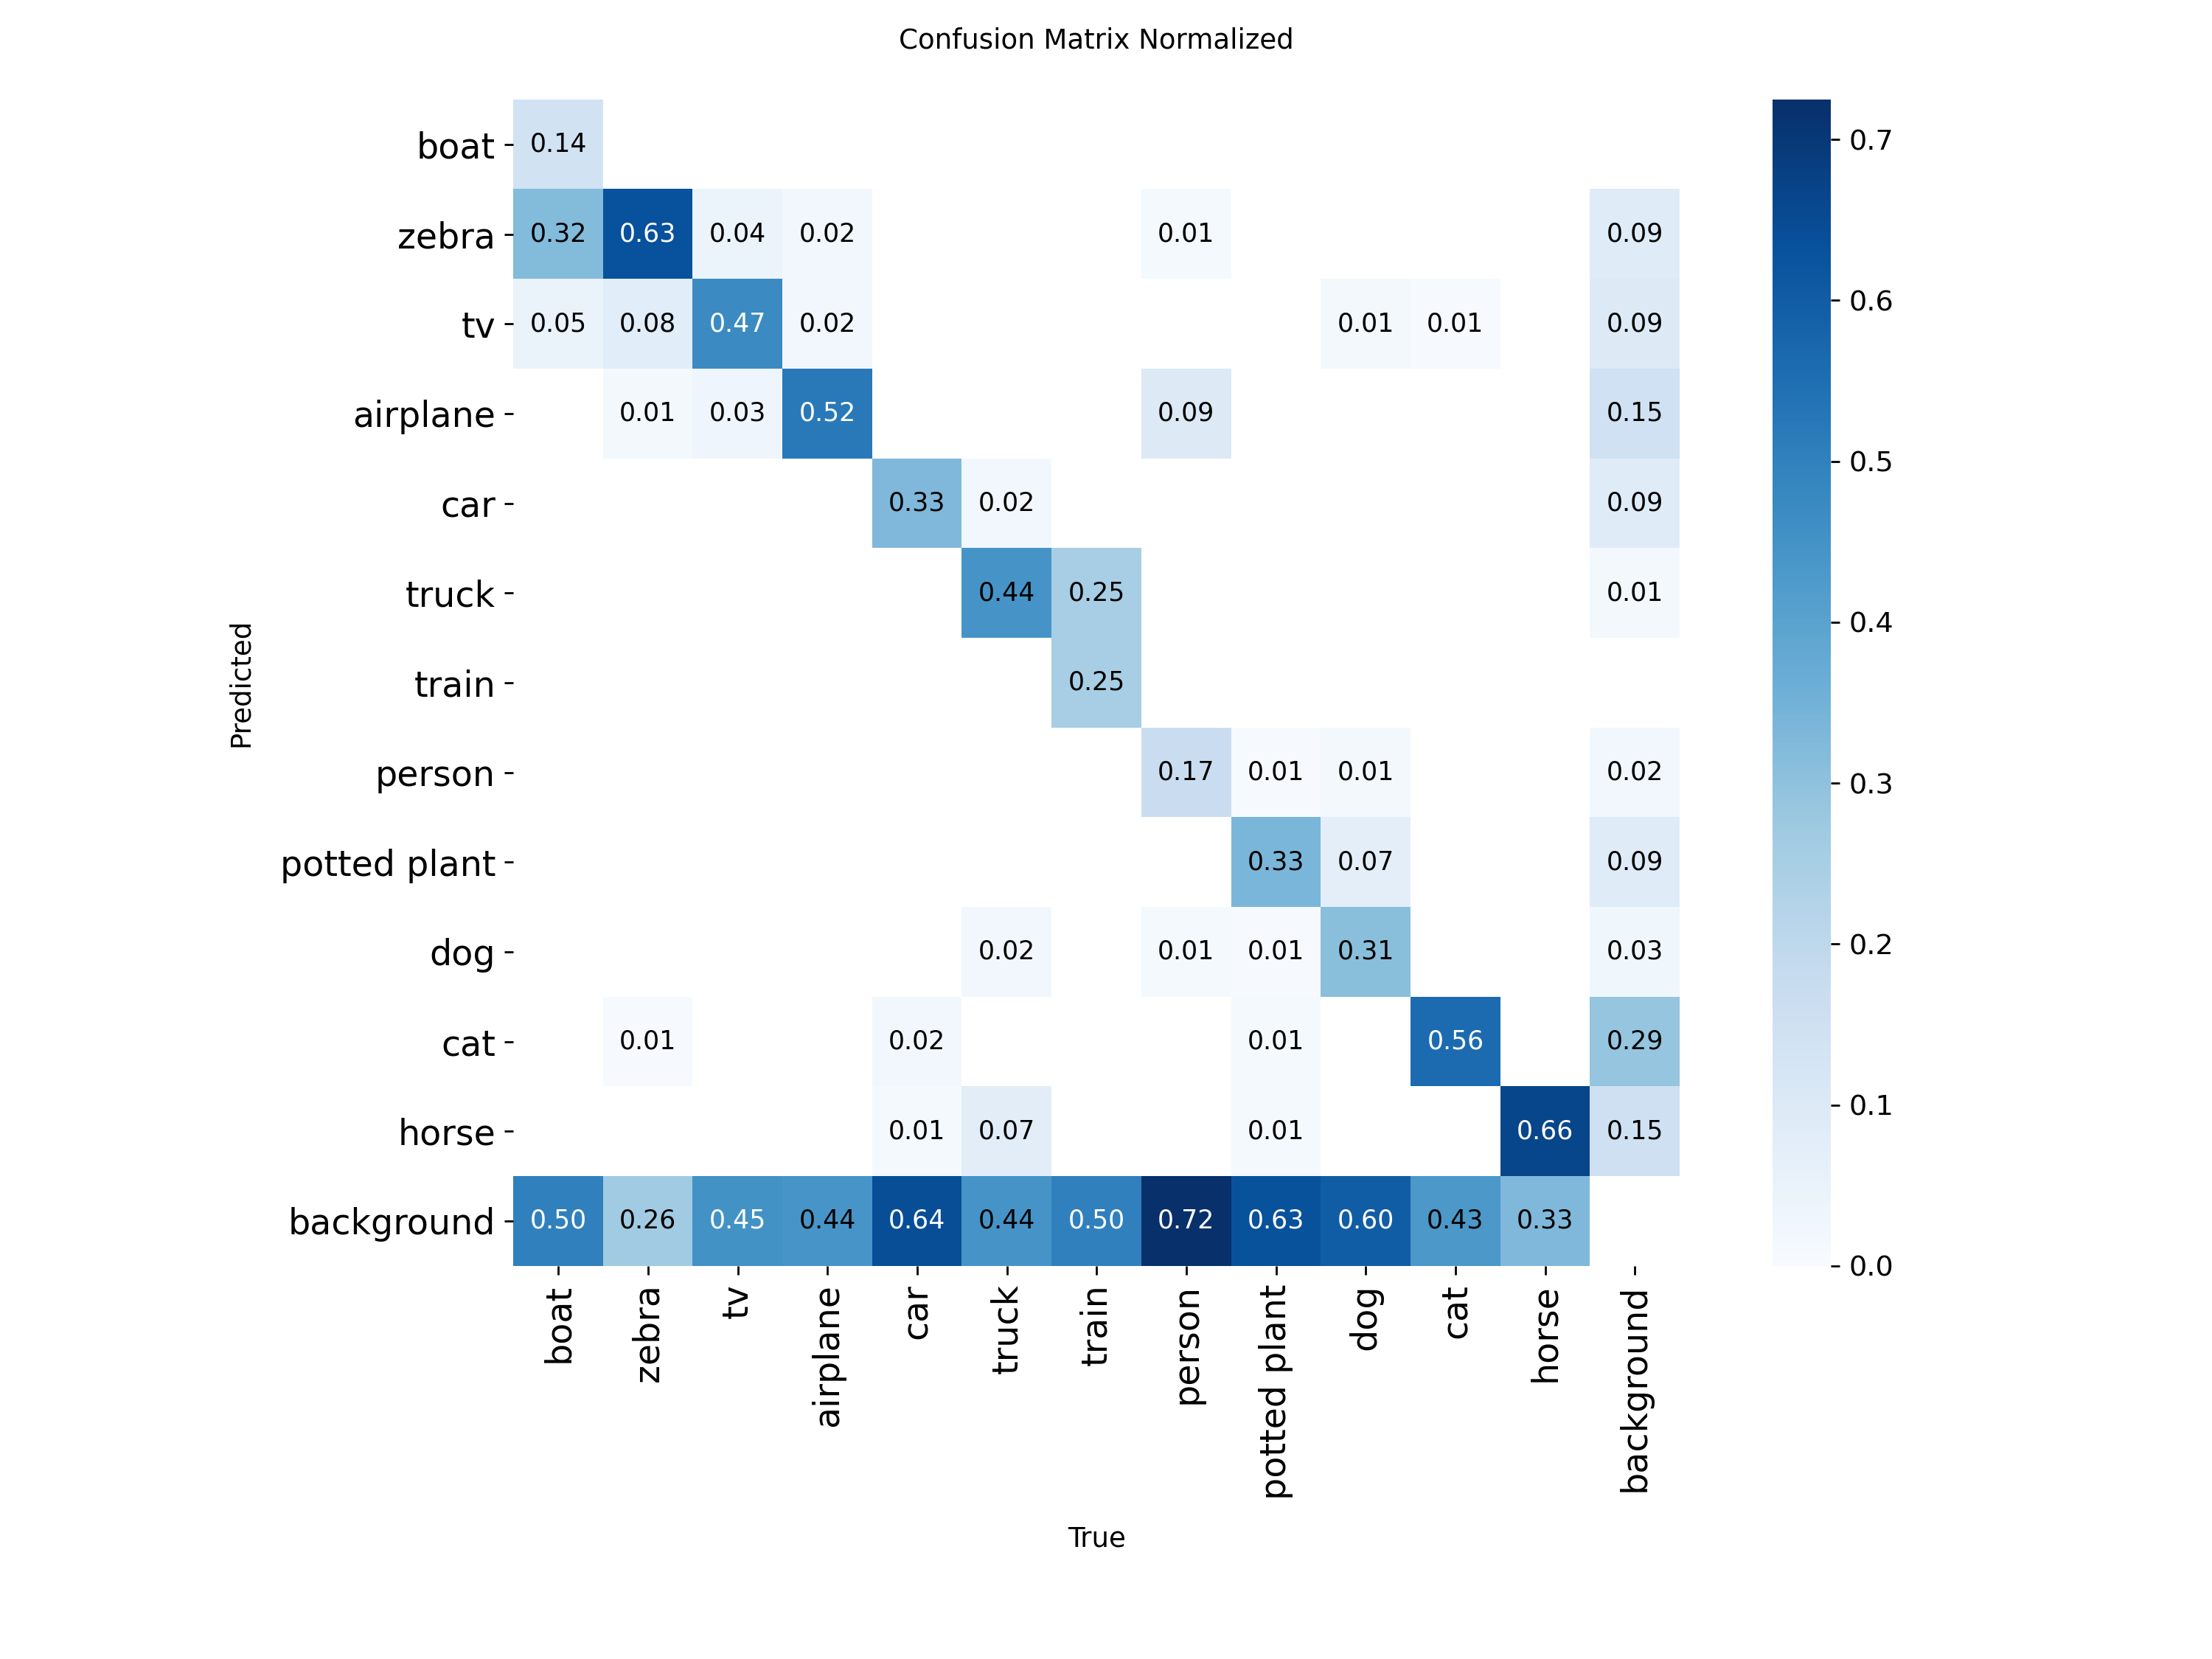 Confusion Matrix Normalized
boat 0.14
zebra 0.32 0.63 0.04 0.02 0.01 0.09
tv 0.05 0.08 0.47 0.02 0.01 0.01 0.09
airplane 0.01 0.03 0.52 0.09 0.15
car 0.33 0.02 0.09
truck 0.44 0.25 0.01
train 0.25
person 0.17 0.01 0.01 0.02
potted plant 0.33 0.07 0.09
dog 0.02 0.01 0.01 0.31 0.03
cat 0.01 0.02 0.01 0.56 0.29
horse 0.01 0.07 0.01 0.66 0.15
background 0.50 0.26 0.45 0.44 0.64 0.44 0.50 0.72 0.63 0.60 0.43 0.33
boat zebra tv airplane car truck train person potted plant dog cat horse background
Predicted
True
0.7
0.6
0.5
0.4
0.3
0.2
0.1
0.0